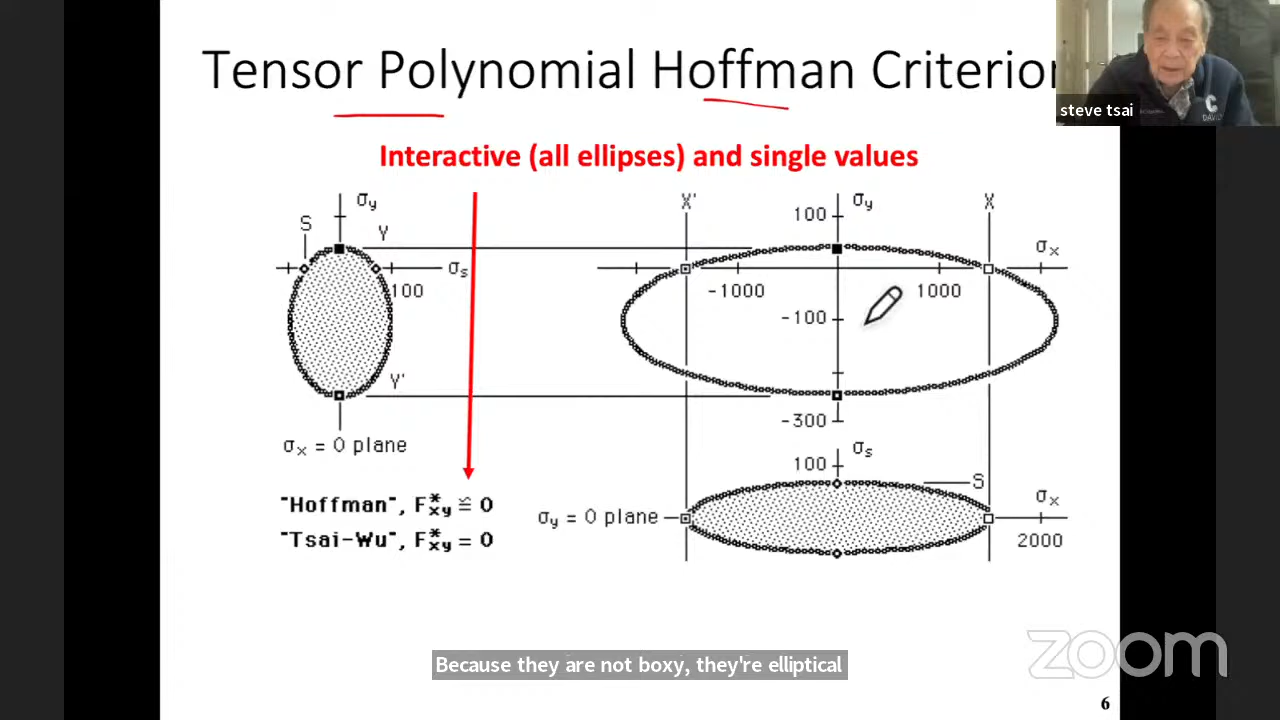 Tensor Polynomial Hoffman Criterion
steve tsai
C
DAVID
Interactive (all ellipses) and single values
σy
S
Y
σs
100
Y'
σx = 0 plane
X'
100
σy
X
σx
-1000
1000
-100
-300
σs
100
S
σx
σy = 0 plane
2000
"Hoffman", F*xy ≅ 0
"Tsai-Wu", F*xy = 0
Because they are not boxy, they're elliptical
zoom
6